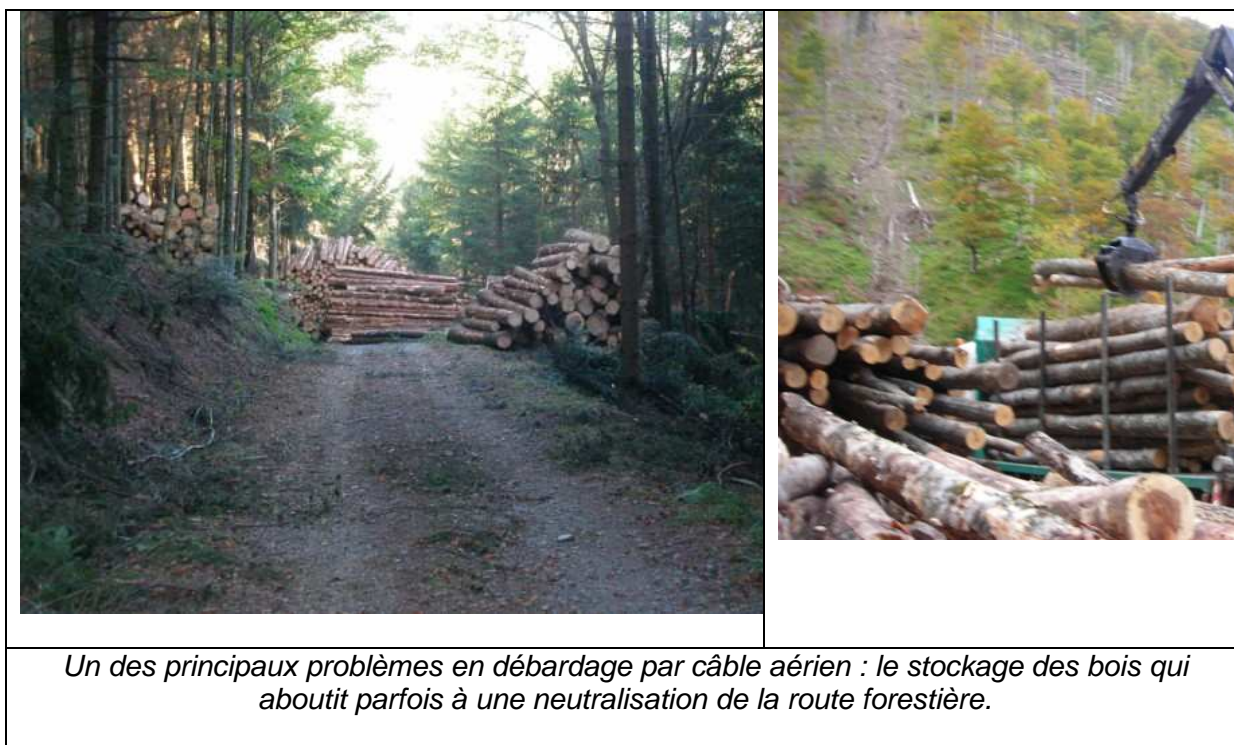 Un des principaux problèmes en débardage par câble aérien : le stockage des bois qui
aboutit parfois à une neutralisation de la route forestière.